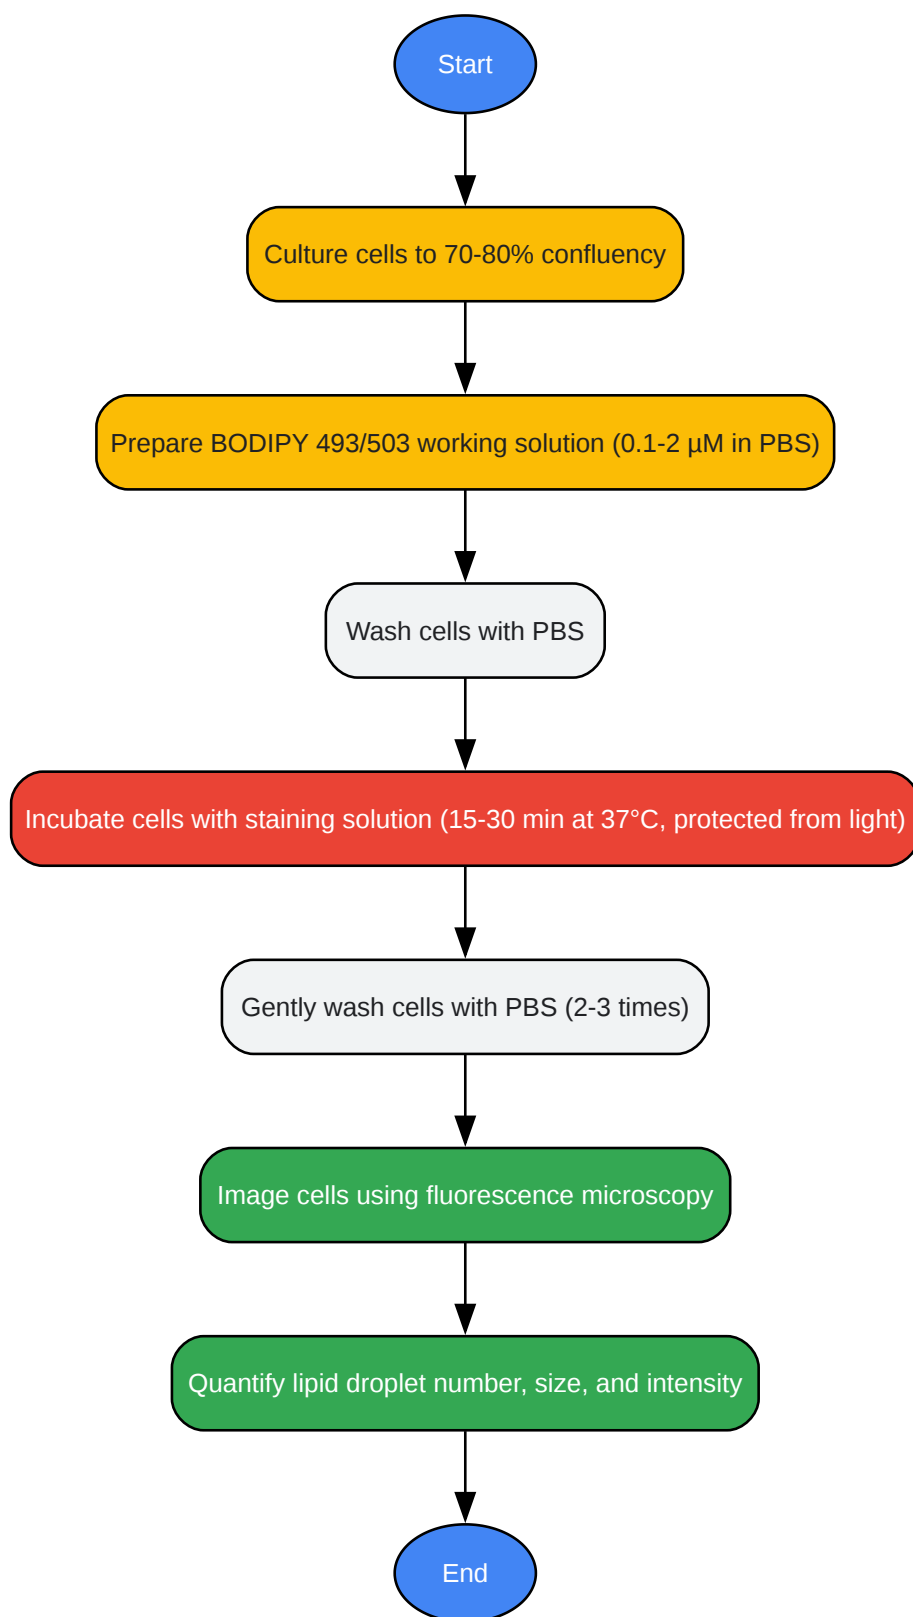 Start
Culture cells to 70-80% confluency
Prepare BODIPY 493/503 working solution (0.1-2 µM in PBS)
Wash cells with PBS
Incubate cells with staining solution (15-30 min at 37°C, protected from light)
Gently wash cells with PBS (2-3 times)
Image cells using fluorescence microscopy
Quantify lipid droplet number, size, and intensity
End